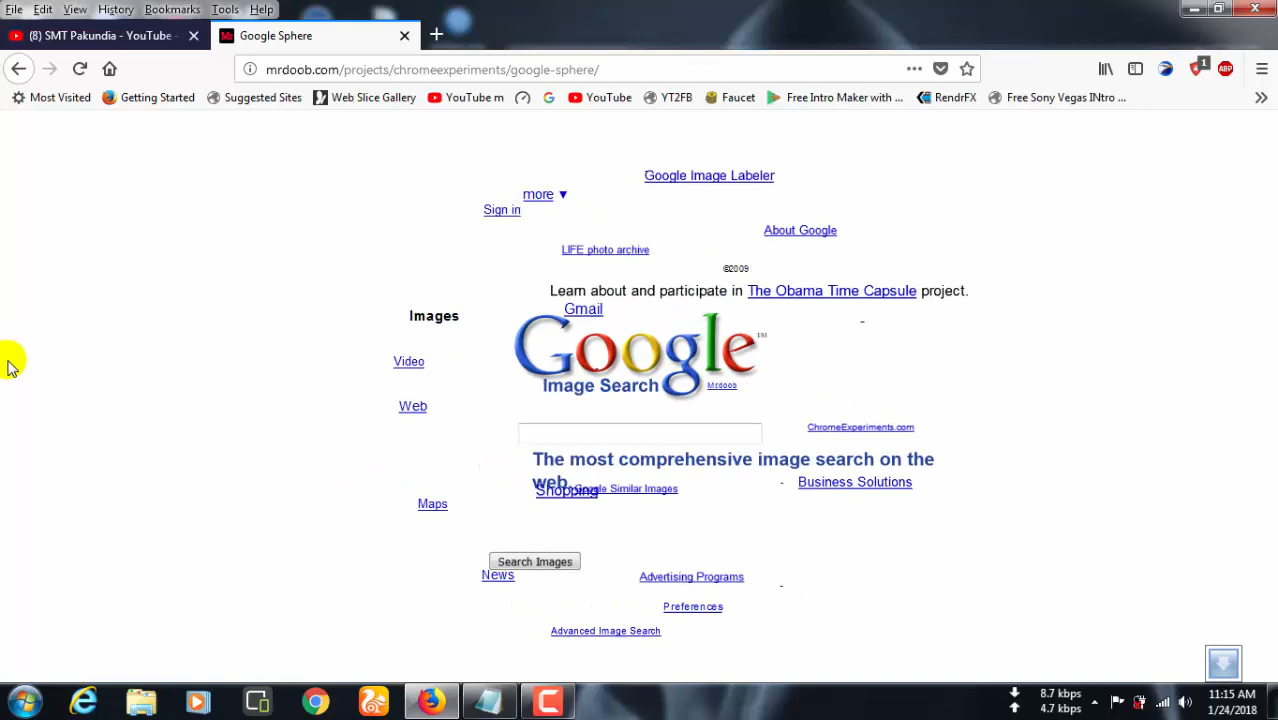 File Edit View History Bookmarks Tools Help
(8) SMT Pakundia - YouTube - Google Sphere
mrdoob.com/projects/chromeexperiments/google-sphere/
1 ABP
Most Visited Getting Started Suggested Sites Web Slice Gallery YouTube m YouTube YT2FB Faucet Free Intro Maker with ... RendrFX Free Sony Vegas INtro ...
Google Image Labeler
more ▼
Sign in
About Google
LIFE photo archive
©2009
Learn about and participate in The Obama Time Capsule project.
Gmail
Images
Google™
Video
Image Search Mrdoob
Web
ChromeExperiments.com
The most comprehensive image search on the
web.
Shopping Google Similar Images - Business Solutions
Maps
Search Images
News Advertising Programs
Preferences
Advanced Image Search
8.7 kbps 11:15 AM
4.7 kbps 1/24/2018